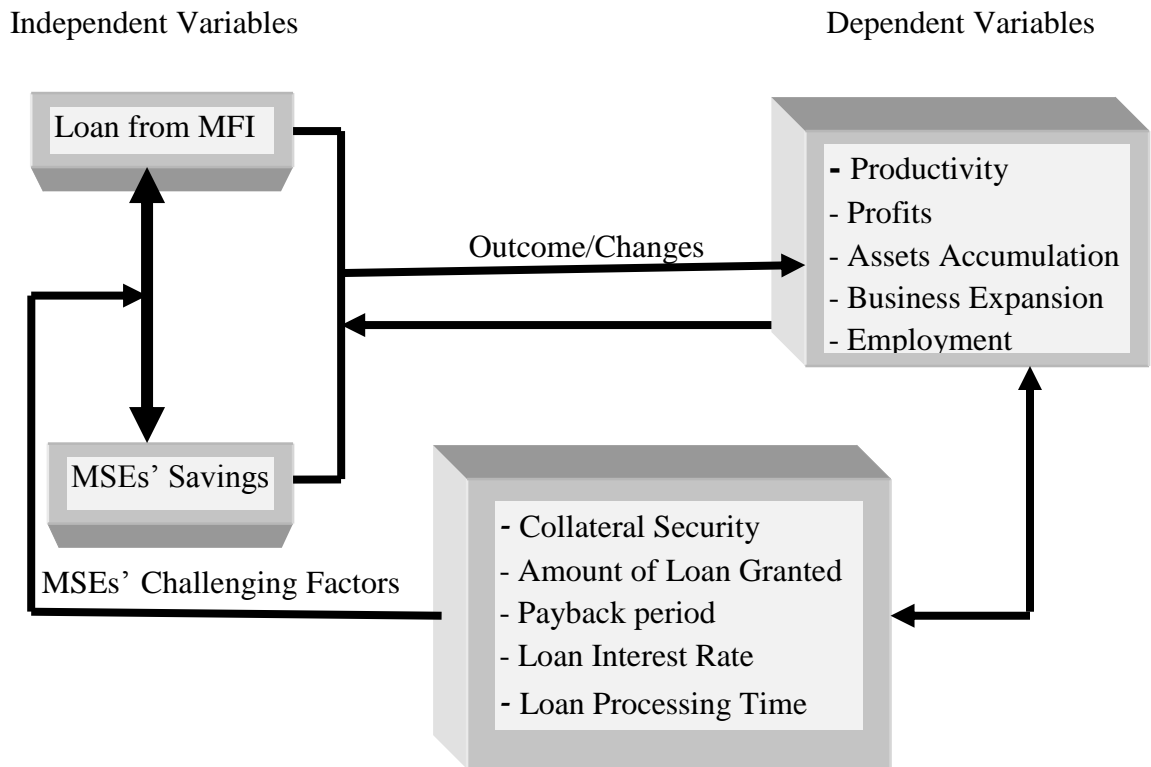 Independent Variables
Dependent Variables
Loan from MFI
- Productivity
- Profits
- Assets Accumulation
- Business Expansion
- Employment
Outcome/Changes
MSEs’ Savings
MSEs’ Challenging Factors
- Collateral Security
- Amount of Loan Granted
- Payback period
- Loan Interest Rate
- Loan Processing Time